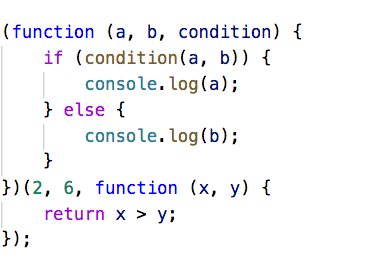 (function (a, b, condition) {
    if (condition(a, b)) {
        console.log(a);
    } else {
        console.log(b);
    }
})(2, 6, function (x, y) {
    return x > y;
});